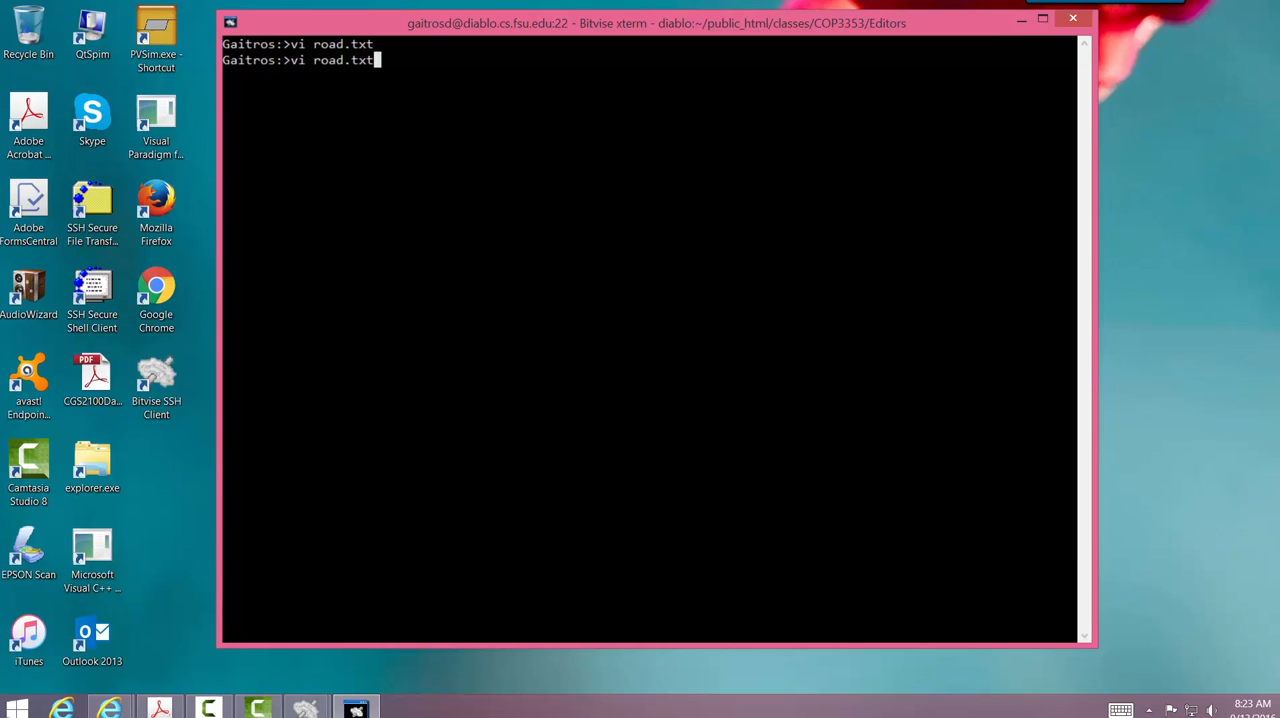 gaitrosd@diablo.cs.fsu.edu:22 - Bitvise xterm - diablo:~/public_html/classes/COP3353/Editors
Gaitros:>vi road.txt
Gaitros:>vi road.txt
Recycle Bin
QtSpim
PVSim.exe -
Shortcut
Adobe
Acrobat ...
Skype
Visual
Paradigm f...
Adobe
FormsCentral
SSH Secure
File Transf...
Mozilla
Firefox
AudioWizard
SSH Secure
Shell Client
Google
Chrome
avast!
Endpoin...
PDF
CGS2100Da...
Bitvise SSH
Client
Camtasia
Studio 8
explorer.exe
EPSON Scan
Microsoft
Visual C++ ...
iTunes
Outlook 2013
8:23 AM